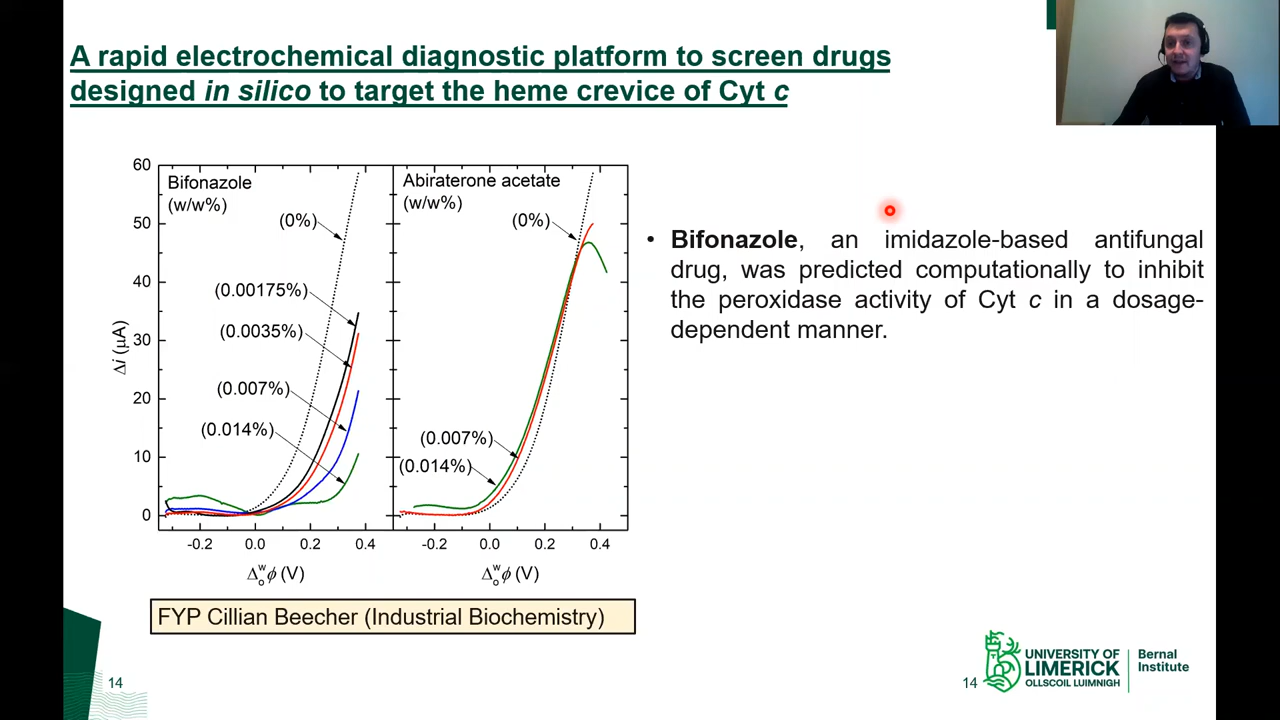 A rapid electrochemical diagnostic platform to screen drugs
designed in silico to target the heme crevice of Cyt c
60
50
40
30
20
10
0
Δi (μA)
Bifonazole
(w/w%)
(0%)
(0.00175%)
(0.0035%)
(0.007%)
(0.014%)
Abiraterone acetate
(w/w%)
(0%)
(0.007%)
(0.014%)
-0.2 0.0 0.2 0.4
-0.2 0.0 0.2 0.4
Δwoϕ (V)
Δwoϕ (V)
• Bifonazole, an imidazole-based antifungal
drug, was predicted computationally to inhibit
the peroxidase activity of Cyt c in a dosage-
dependent manner.
FYP Cillian Beecher (Industrial Biochemistry)
14
14
UNIVERSITY OF
LIMERICK
OLLSCOIL LUIMNIGH
Bernal
Institute